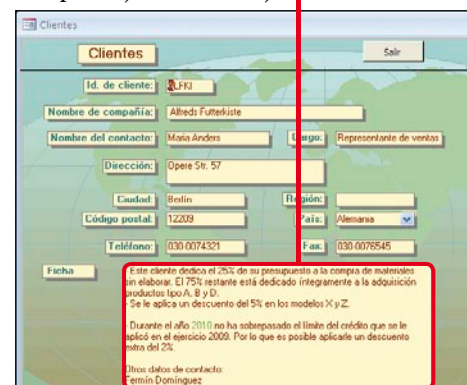 Clientes
Clientes
Salir
Id. de cliente: ALFKI
Nombre de compañía: Alfreds Futterkiste
Nombre del contacto: Maria Anders Cargo: Representante de ventas
Dirección: Opere Str. 57
Ciudad: Berlín Región:
Código postal: 12209 País: Alemania
Teléfono: 030-0074321 Fax: 030-0076545
Ficha
- Este cliente dedica el 25% de su presupuesto a la compra de materiales
sin elaborar. El 75% restante está dedicado íntegramente a la adquisición
productos tipo A, B y D.
- Se le aplica un descuento del 5% en los modelos X y Z.
- Durante el año 2010 no ha sobrepasado el límite del crédito que se le
aplicó en el ejercicio 2009. Por lo que es posible aplicarle un descuento
extra del 2%.
Otros datos de contacto:
Fermín Domínguez